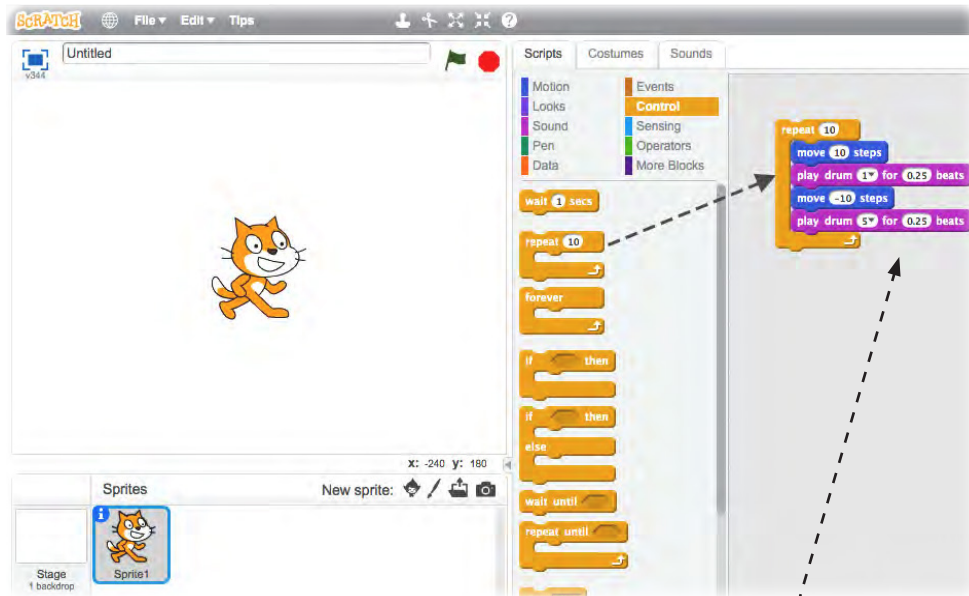 SCRATCH File Edit Tips
v344
Untitled
Scripts Costumes Sounds
Motion Events
Looks Control
Sound Sensing
Pen Operators
Data More Blocks
wait 1 secs
repeat 10
forever
if then
if then
else
wait until
repeat until
repeat 10
move 10 steps
play drum 1 for 0.25 beats
move -10 steps
play drum 5 for 0.25 beats
x: -240 y: 180
Sprites New sprite:
Stage
1 backdrop
Sprite1